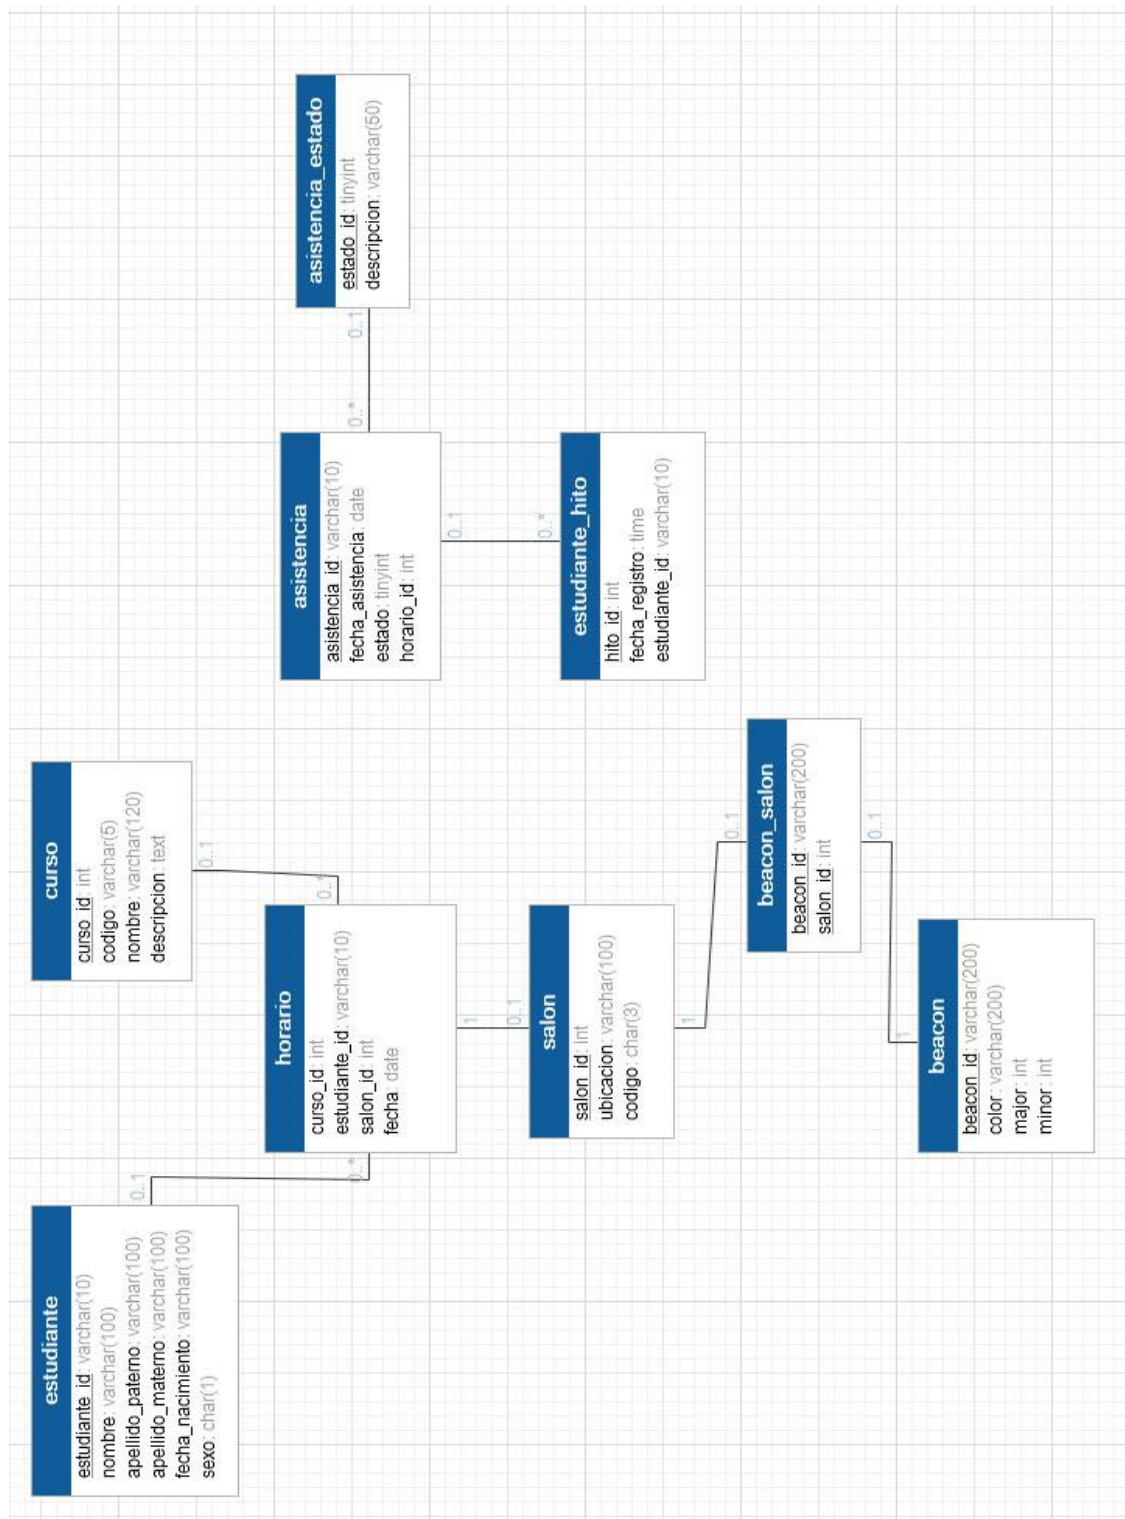 estudiante
estudiante_id: varchar(10)
nombre: varchar(100)
apellido_paterno: varchar(100)
apellido_materno: varchar(100)
fecha_nacimiento: varchar(100)
sexo: char(1)
0..1
0..*
curso
curso_id: int
codigo: varchar(5)
nombre: varchar(120)
descripcion: text
0..1
0..*
horario
curso_id: int
estudiante_id: varchar(10)
salon_id: int
fecha: date
1
0..1
salon
salon_id: int
ubicacion: varchar(100)
codigo: char(3)
1
0..1
beacon_salon
beacon_id: varchar(200)
salon_id: int
0..1
1
beacon
beacon_id: varchar(200)
color: varchar(200)
major: int
minor: int
asistencia
asistencia_id: varchar(10)
fecha_asistencia: date
estado: tinyint
horario_id: int
0..*
0..1
asistencia_estado
estado_id: tinyint
descripcion: varchar(50)
0..1
0..*
estudiante_hito
hito_id: int
fecha_registro: time
estudiante_id: varchar(10)